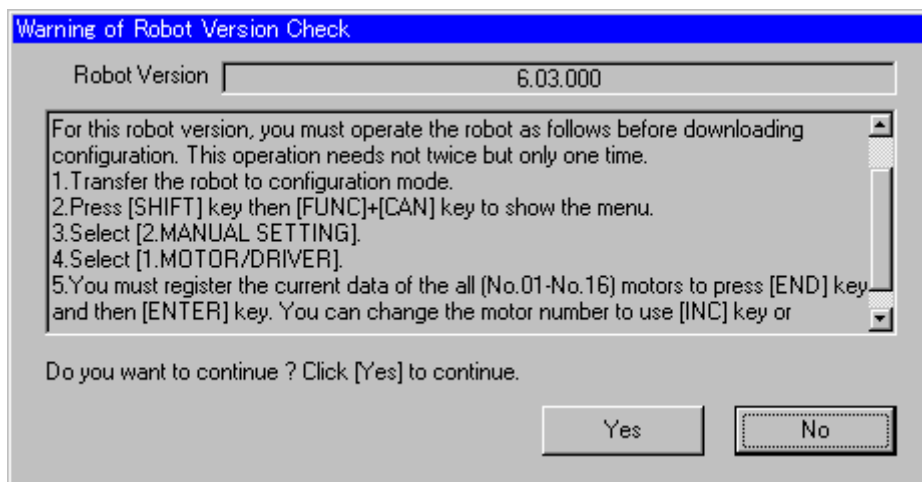 Warning of Robot Version Check
Robot Version 6.03.000
For this robot version, you must operate the robot as follows before downloading
configuration. This operation needs not twice but only one time.
1.Transfer the robot to configuration mode.
2.Press [SHIFT] key then [FUNC]+[CAN] key to show the menu.
3.Select [2.MANUAL SETTING].
4.Select [1.MOTOR/DRIVER].
5.You must register the current data of the all (No.01-No.16) motors to press [END] key
and then [ENTER] key. You can change the motor number to use [INC] key or
Do you want to continue ? Click [Yes] to continue.
Yes No